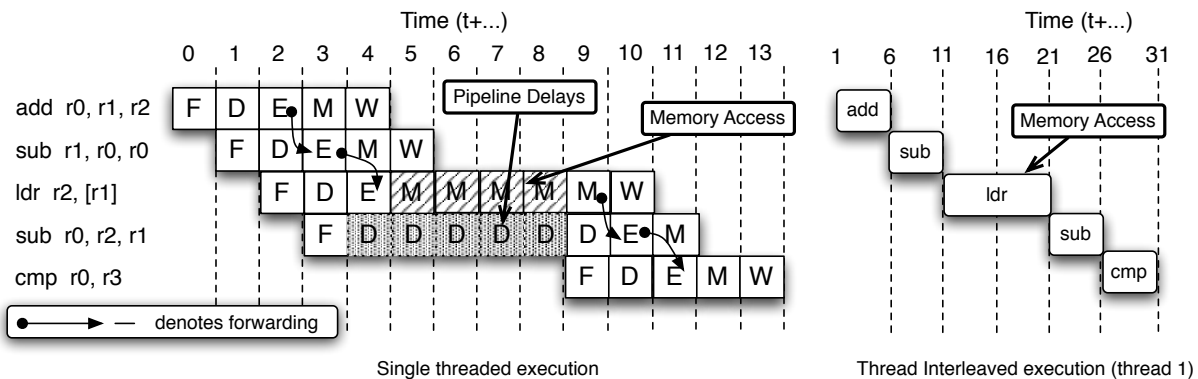 Time (t+...) Time (t+...)
0 1 2 3 4 5 6 7 8 9 10 11 12 13 1 6 11 16 21 26 31
Pipeline Delays
add r0, r1, r2 F D E M W Memory Access add Memory Access
sub r1, r0, r0 F D E M W sub
ldr r2, [r1] F D E M M M M M W ldr
sub r0, r2, r1 F D D D D D D E M sub
cmp r0, r3 F D E M W cmp
— denotes forwarding
Single threaded execution Thread Interleaved execution (thread 1)